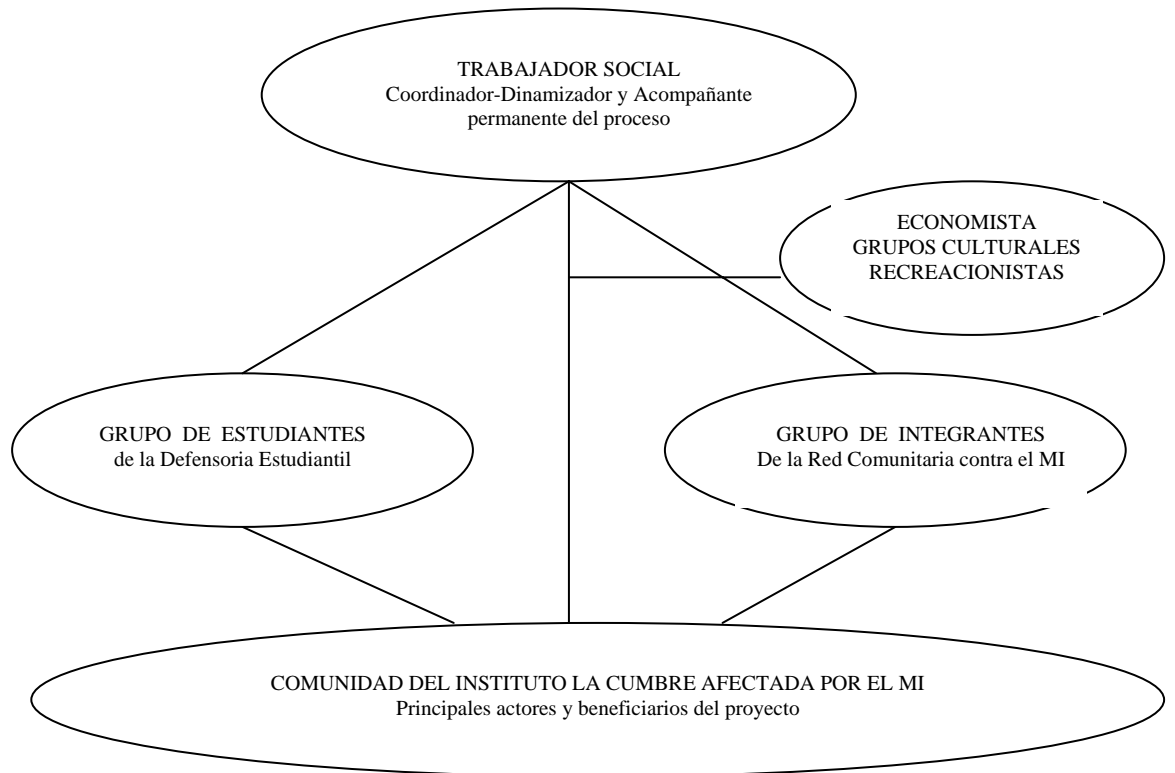 TRABAJADOR SOCIAL
Coordinador-Dinamizador y Acompañante
permanente del proceso
ECONOMISTA
GRUPOS CULTURALES
RECREACIONISTAS
GRUPO DE ESTUDIANTES
de la Defensoria Estudiantil
GRUPO DE INTEGRANTES
De la Red Comunitaria contra el MI
COMUNIDAD DEL INSTITUTO LA CUMBRE AFECTADA POR EL MI
Principales actores y beneficiarios del proyecto